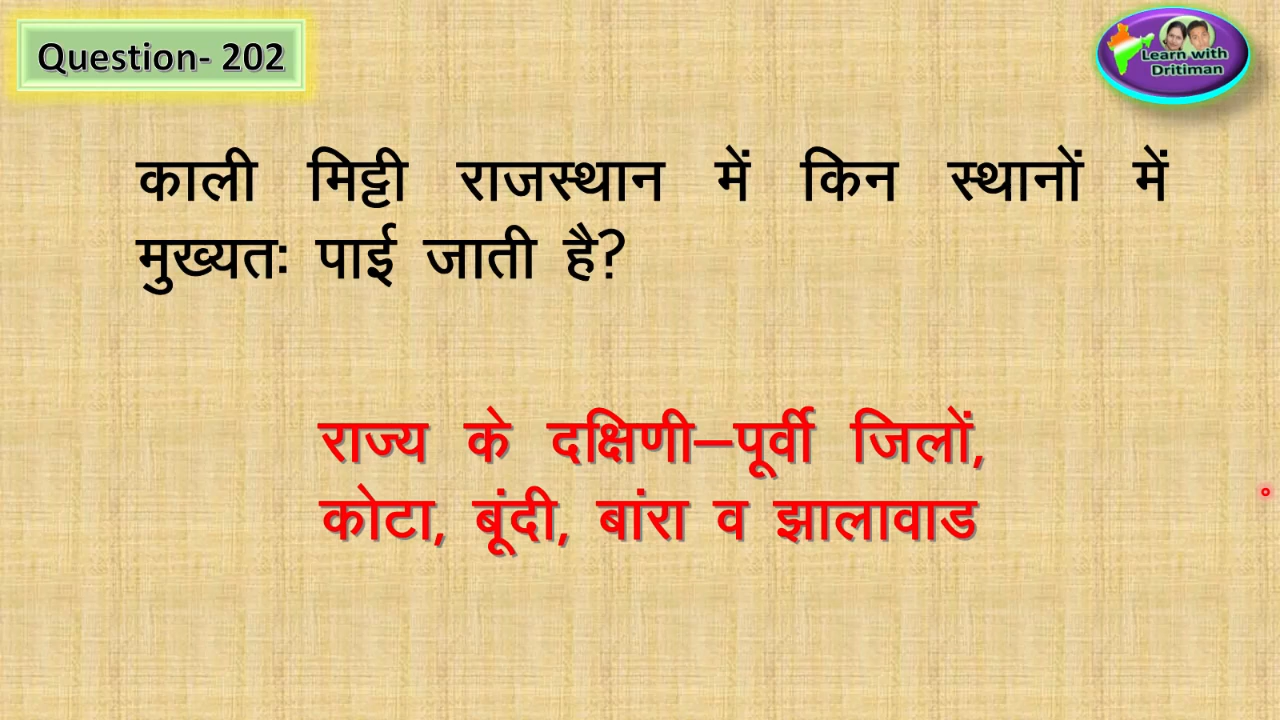 Question- 202
Learn with
Dritiman
काली मिट्टी राजस्थान में किन स्थानों में
मुख्यतः पाई जाती है?
राज्य के दक्षिणी–पूर्वी जिलों,
कोटा, बूंदी, बांरा व झालावाड